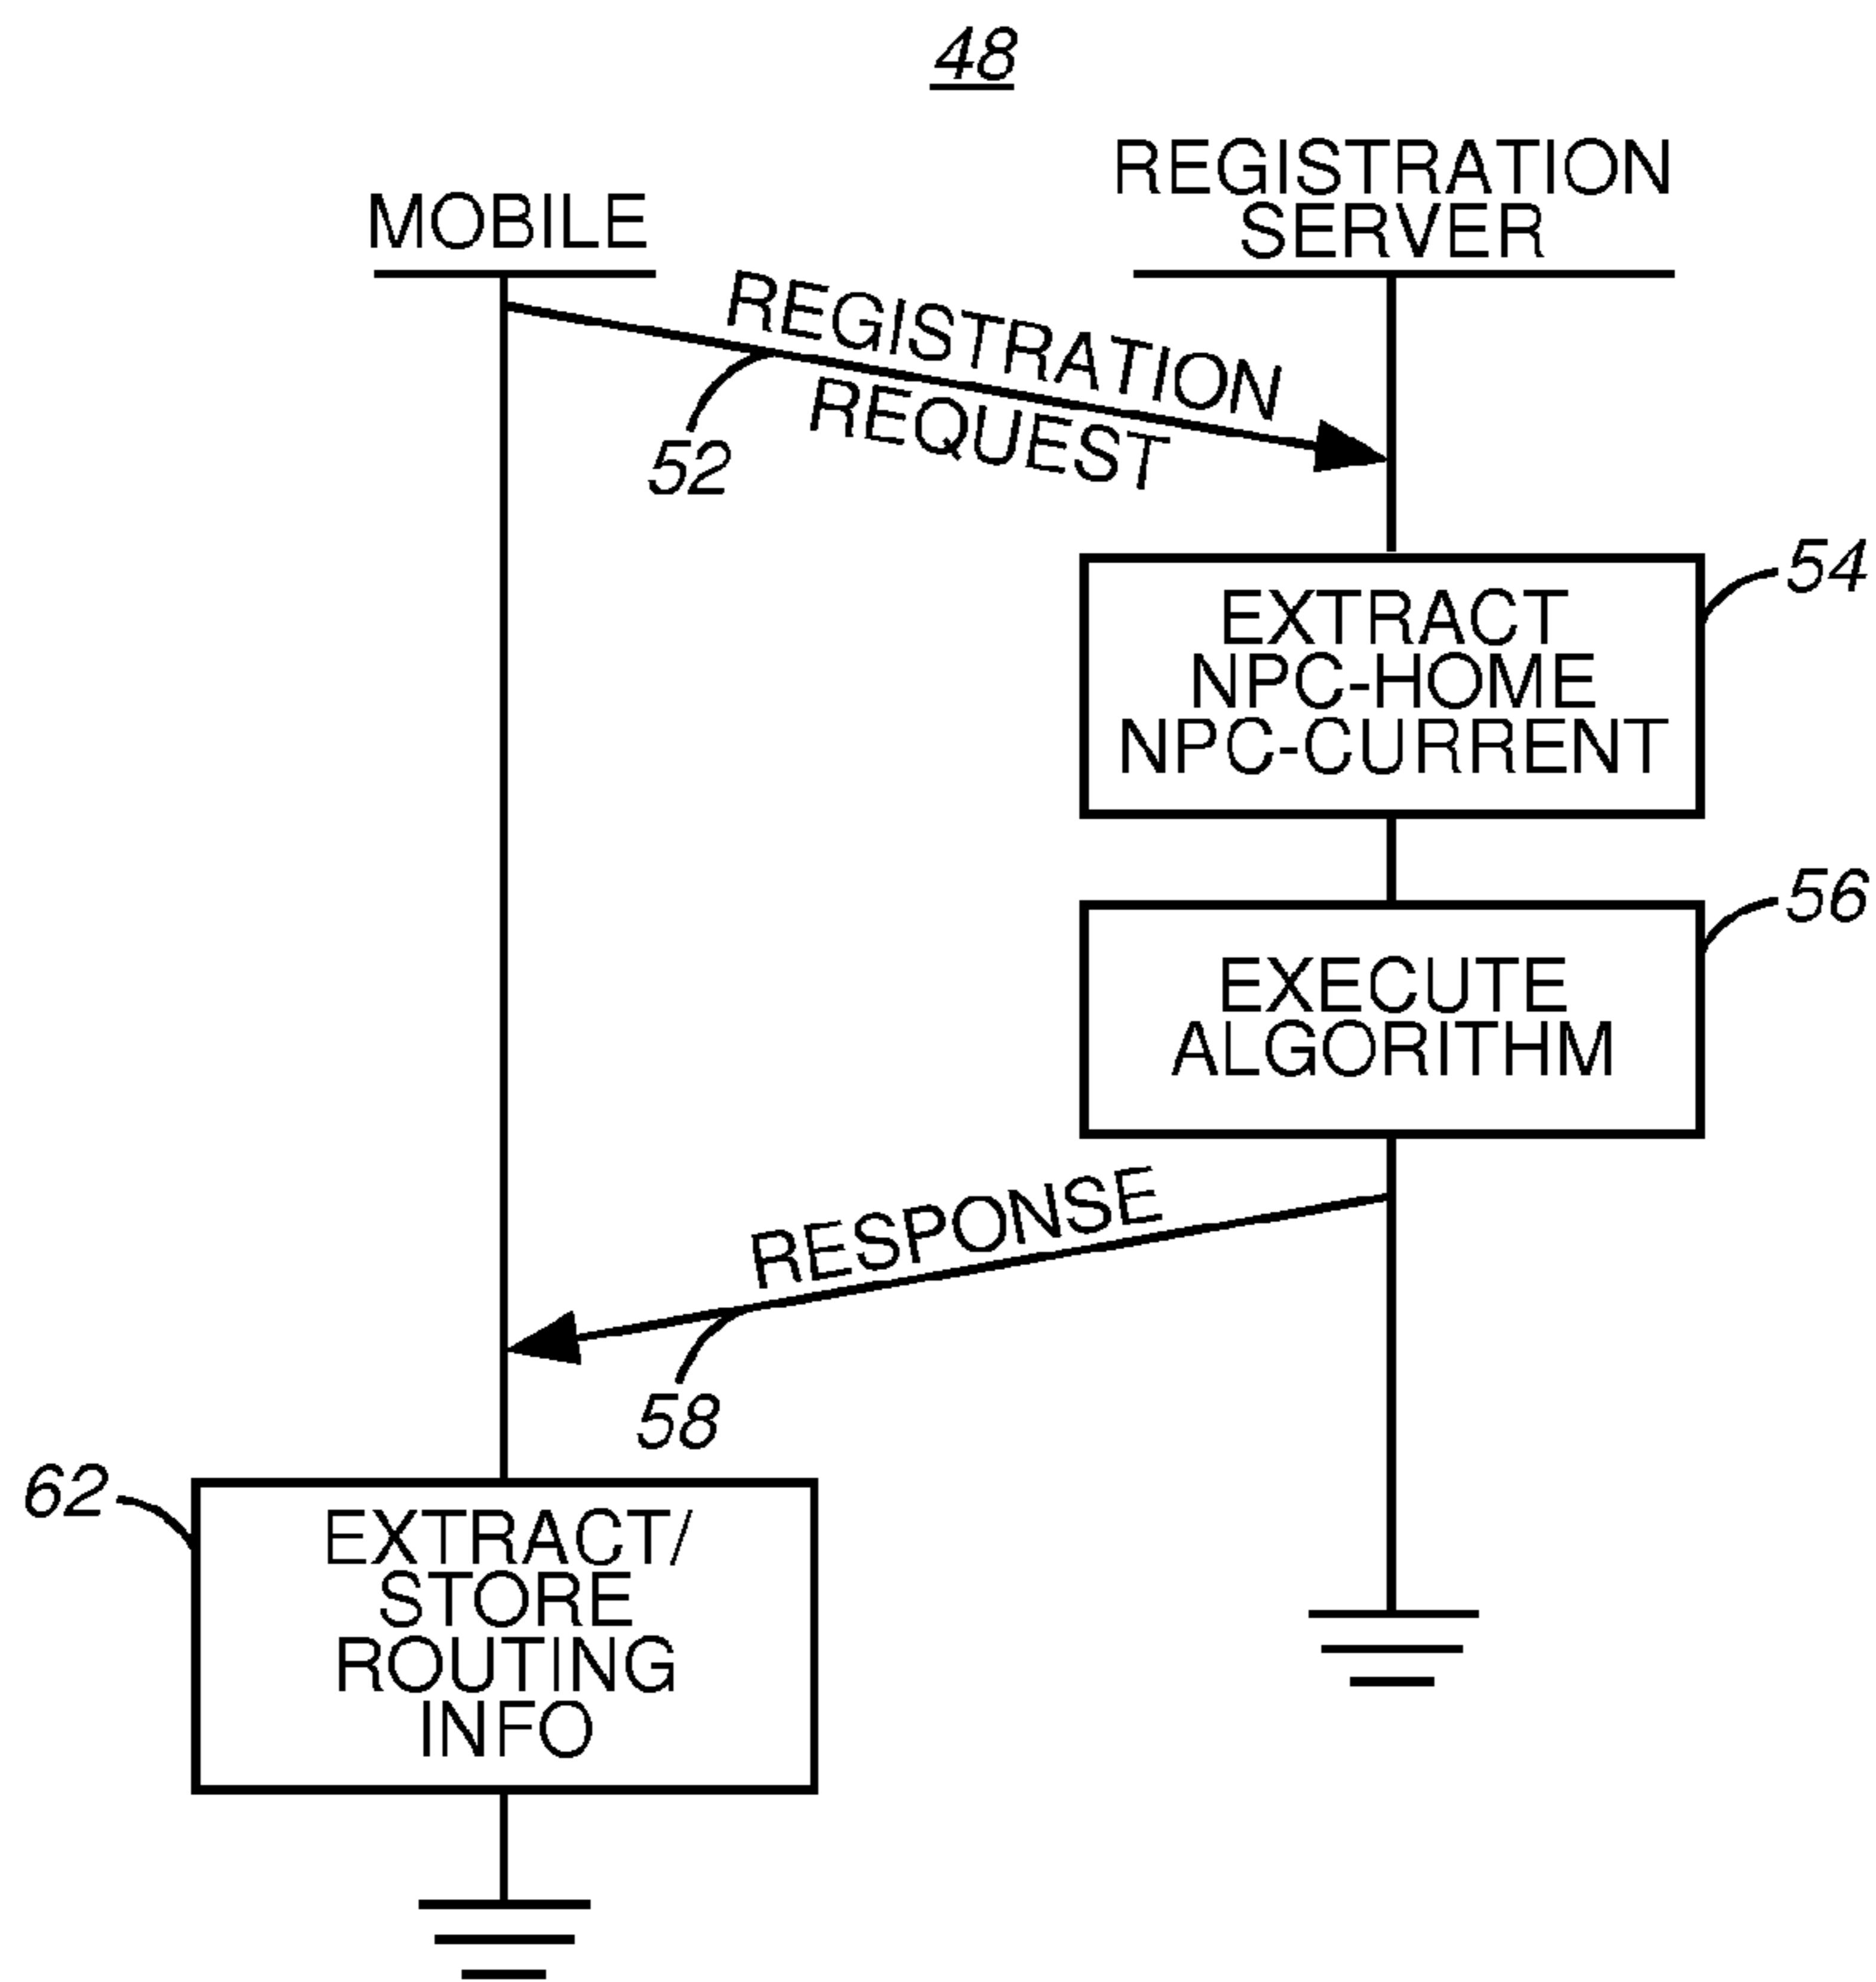 48
MOBILE
REGISTRATION
SERVER
REGISTRATION
REQUEST
52
EXTRACT
NPC-HOME
NPC-CURRENT
54
EXECUTE
ALGORITHM
56
RESPONSE
58
62
EXTRACT/
STORE
ROUTING
INFO